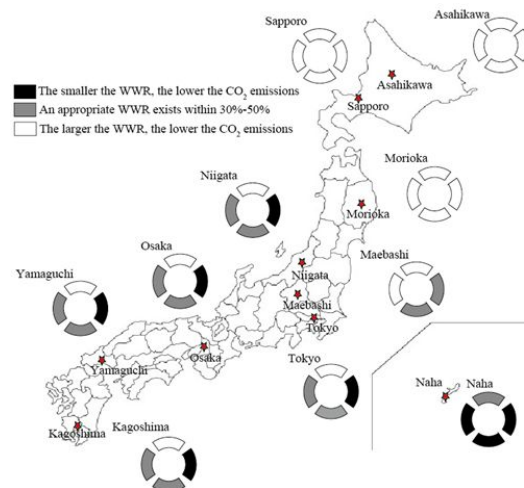 Asahikawa
Sapporo
The smaller the WWR, the lower the CO₂ emissions
An appropriate WWR exists within 30%-50%
The larger the WWR, the lower the CO₂ emissions
Asahikawa
Sapporo
Morioka
Niigata
Morioka
Osaka
Maebashi
Yamaguchi
Niigata
Maebashi
Tokyo
Tokyo
Osaka
Yamaguchi
Naha
Naha
Kagoshima
Kagoshima